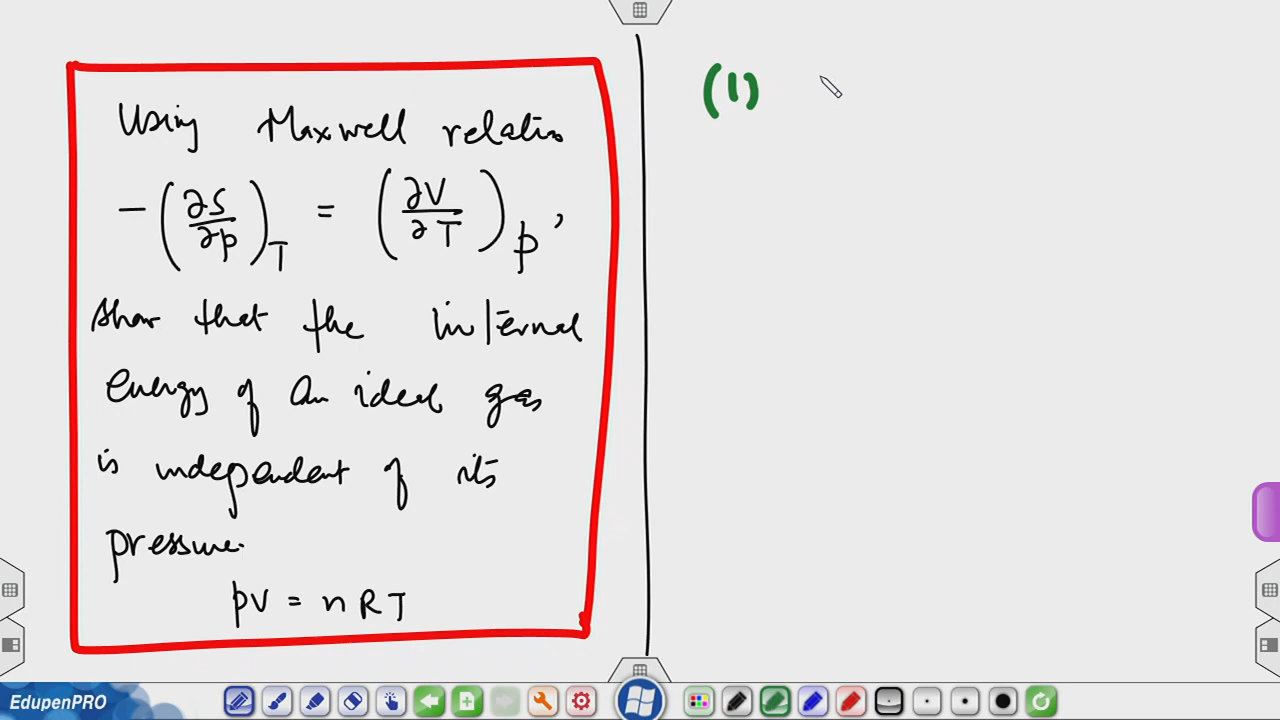 Using Maxwell relation
-(∂S/∂p)_T = (∂V/∂T)_p,
show that the internal
energy of an ideal gas
is independent of its
pressure.
pV = nRT
(1)
EdupenPRO